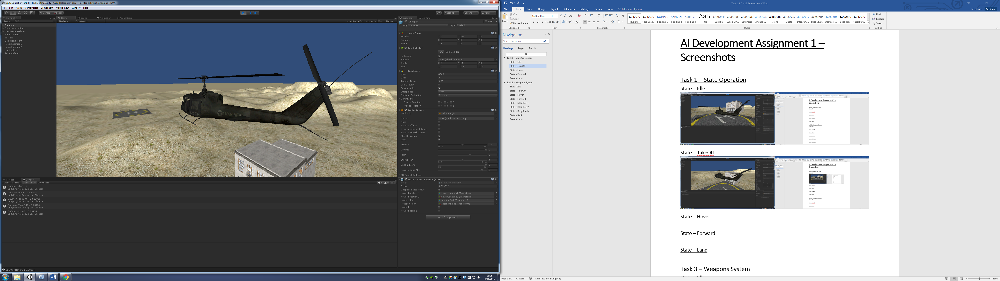 Unity Education (64bit) - Task 1 States.unity - CW1_Helecopter_Base - PC, Mac & Linux Standalone <DX9>
File Edit Assets GameObject Component Mobile Input Window Help
Center Local
Account Layers Layout
Hierarchy
Create
Chopper
DepartureHeliPad
DestinationHeliPad
Main Camera
Terrain
Directional light
HoverLocation1
HoverLocation2
LandingPad
RotationPoint
Game Scene Animation Asset Store
Display 1 Free Aspect Maximize on Play Mute audio Stats Gizmos
MARINES
Project Console
Clear Collapse Clear on Play Error Pause
OnEnter Idle0 : 0
UnityEngine.Debug:Log(Object)
OnLeave Idle0 : 2.529938
UnityEngine.Debug:Log(Object)
OnEnter TakeOff0 : 2.529938
UnityEngine.Debug:Log(Object)
OnLeave TakeOff0 : 6.28134
UnityEngine.Debug:Log(Object)
OnEnter Hover0 : 6.28134
UnityEngine.Debug:Log(Object)
OnEnter Hover0 : 6.28134
Inspector Lighting
Chopper Static
Tag Untagged Layer Default
Transform
Position X 0 Y 20 Z 0
Rotation X 0 Y 0 Z 0
Scale X 1 Y 1 Z 1
Box Collider
Edit Collider
Is Trigger
Material None (Physic Material)
Center X 0 Y -1 Z 0
Size X 4 Y 2.6 Z 14
Rigidbody
Mass 4000
Drag 0
Angular Drag 0.05
Use Gravity
Is Kinematic
Interpolate None
Collision Detection Discrete
Constraints
Freeze Position X Y Z
Freeze Rotation X Y Z
Audio Source
AudioClip helicopter_fx
Output None (Audio Mixer Group)
Mute
Bypass Effects
Bypass Listener Effects
Bypass Reverb Zones
Play On Awake
Loop
Priority 128
High Low
Volume 1
Pitch 1
Stereo Pan 0
Left Right
Spatial Blend 1
2D 3D
Reverb Zone Mix 1
3D Sound Settings
State Driven Brain 0 (Script)
Script StateDrivenBrain0
Delay 3.719592
Chopper State Active
Hover Location 1 HoverLocation1 (Transform)
Hover Location 2 HoverLocation2 (Transform)
Landing Pad LandingPad (Transform)
Rotation Point RotationPoint (Transform)
Landed
Hover Position
Add Component
11:16
18/11/2016
Task 1 & Task 3 Screenshots - Word
File Home Insert Design Layout References Mailings Review View Tell me what you wa
Luke Foster Share
Paste
Cut
Copy
Format Painter
Clipboard
Calibri (Body) 11
Font
Paragraph
¶ Normal ¶ No Spac... Heading 1 Heading 2 Heading 3 Title Subtitle Subtle Em... Emphasis Intense E... Strong Quote Intense Q... Subtle Ref... Intense Re... Book Title ¶ List Para...
Styles
Find
Replace
Select
Editing
Navigation
Search document
Headings Pages Results
Task 1 – State Operation
State – Idle
State – TakeOff
State – Hover
State – Forward
State – Land
Task 3 – Weapons System
State – Idle
State – TakeOff
State – Hover
State – Forward
State – KillSoldier1
State – KillSoldier2
State – DropBomb
State – Back
State – Land
AI Development Assignment 1 –
Screenshots
Task 1 – State Operation
State – Idle
AI Development Assignment 1 –
Screenshots
State – TakeOff
AI Development Assignment 1 –
Screenshots
State – Hover
State – Forward
State – Land
Task 3 – Weapons System
Page 1 of 2 41 words English (United Kingdom)
160%